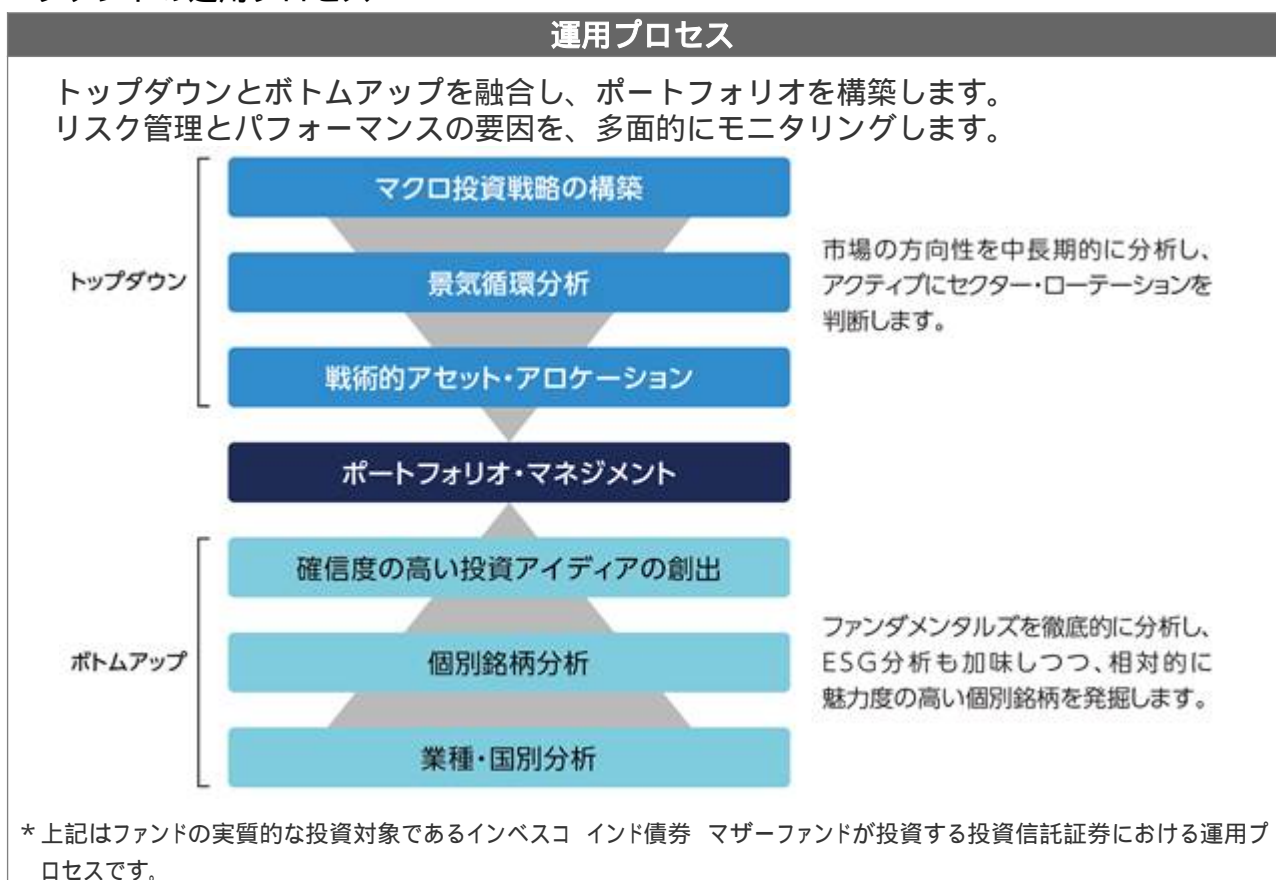 運用プロセス
トップダウンとボトムアップを融合し、ポートフォリオを構築します。
リスク管理とパフォーマンスの要因を、多面的にモニタリングします。
トップダウン
マクロ投資戦略の構築
景気循環分析
戦術的アセット・アロケーション
市場の方向性を中長期的に分析し、
アクティブにセクター・ローテーションを
判断します。
ポートフォリオ・マネジメント
ボトムアップ
確信度の高い投資アイディアの創出
個別銘柄分析
業種・国別分析
ファンダメンタルズを徹底的に分析し、
ESG分析も加味しつつ、相対的に
魅力度の高い個別銘柄を発掘します。
*上記はファンドの実質的な投資対象であるインベスコ インド債券 マザーファンドが投資する投資信託証券における運用プ
ロセスです。